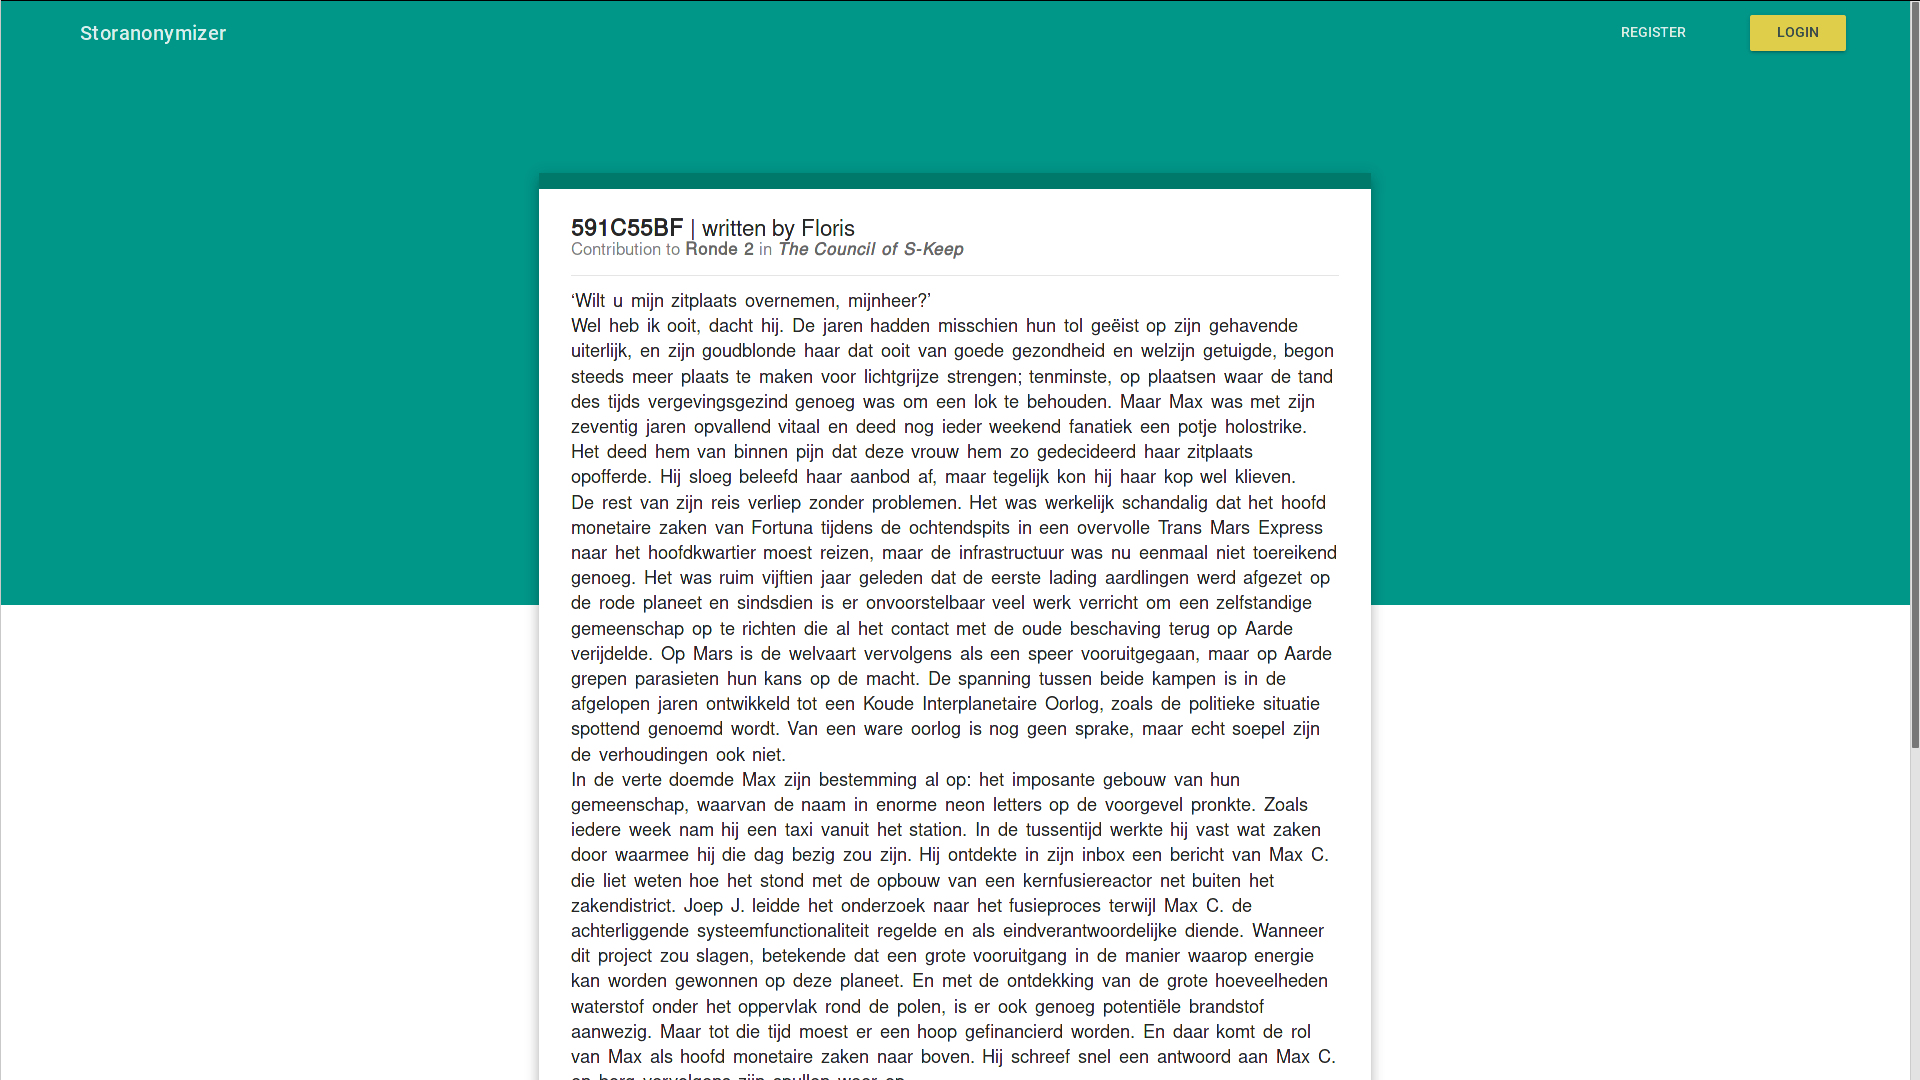 Storanonymizer
REGISTER
LOGIN
591C55BF | written by Floris
Contribution to Ronde 2 in The Council of S-Keep
‘Wilt u mijn zitplaats overnemen, mijnheer?’
Wel heb ik ooit, dacht hij. De jaren hadden misschien hun tol geëist op zijn gehavende
uiterlijk, en zijn goudblonde haar dat ooit van goede gezondheid en welzijn getuigde, begon
steeds meer plaats te maken voor lichtgrijze strengen; tenminste, op plaatsen waar de tand
des tijds vergevingsgezind genoeg was om een lok te behouden. Maar Max was met zijn
zeventig jaren opvallend vitaal en deed nog ieder weekend fanatiek een potje holostrike.
Het deed hem van binnen pijn dat deze vrouw hem zo gedecideerd haar zitplaats
opofferde. Hij sloeg beleefd haar aanbod af, maar tegelijk kon hij haar kop wel klieven.
De rest van zijn reis verliep zonder problemen. Het was werkelijk schandalig dat het hoofd
monetaire zaken van Fortuna tijdens de ochtendspits in een overvolle Trans Mars Express
naar het hoofdkwartier moest reizen, maar de infrastructuur was nu eenmaal niet toereikend
genoeg. Het was ruim vijftien jaar geleden dat de eerste lading aardlingen werd afgezet op
de rode planeet en sindsdien is er onvoorstelbaar veel werk verricht om een zelfstandige
gemeenschap op te richten die al het contact met de oude beschaving terug op Aarde
verijdelde. Op Mars is de welvaart vervolgens als een speer vooruitgegaan, maar op Aarde
grepen parasieten hun kans op de macht. De spanning tussen beide kampen is in de
afgelopen jaren ontwikkeld tot een Koude Interplanetaire Oorlog, zoals de politieke situatie
spottend genoemd wordt. Van een ware oorlog is nog geen sprake, maar echt soepel zijn
de verhoudingen ook niet.
In de verte doemde Max zijn bestemming al op: het imposante gebouw van hun
gemeenschap, waarvan de naam in enorme neon letters op de voorgevel pronkte. Zoals
iedere week nam hij een taxi vanuit het station. In de tussentijd werkte hij vast wat zaken
door waarmee hij die dag bezig zou zijn. Hij ontdekte in zijn inbox een bericht van Max C.
die liet weten hoe het stond met de opbouw van een kernfusiereactor net buiten het
zakendistrict. Joep J. leidde het onderzoek naar het fusieproces terwijl Max C. de
achterliggende systeemfunctionaliteit regelde en als eindverantwoordelijke diende. Wanneer
dit project zou slagen, betekende dat een grote vooruitgang in de manier waarop energie
kan worden gewonnen op deze planeet. En met de ontdekking van de grote hoeveelheden
waterstof onder het oppervlak rond de polen, is er ook genoeg potentiële brandstof
aanwezig. Maar tot die tijd moest er een hoop gefinancierd worden. En daar komt de rol
van Max als hoofd monetaire zaken naar boven. Hij schreef snel een antwoord aan Max C.